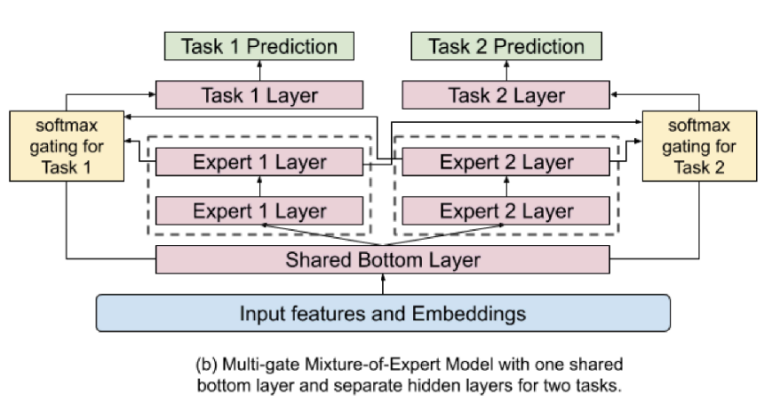 Task 1 Prediction
Task 2 Prediction
Task 1 Layer
Task 2 Layer
softmax
gating for
Task 1
softmax
gating for
Task 2
Expert 1 Layer
Expert 2 Layer
Expert 1 Layer
Expert 2 Layer
Shared Bottom Layer
Input features and Embeddings
(b) Multi-gate Mixture-of-Expert Model with one shared
bottom layer and separate hidden layers for two tasks.